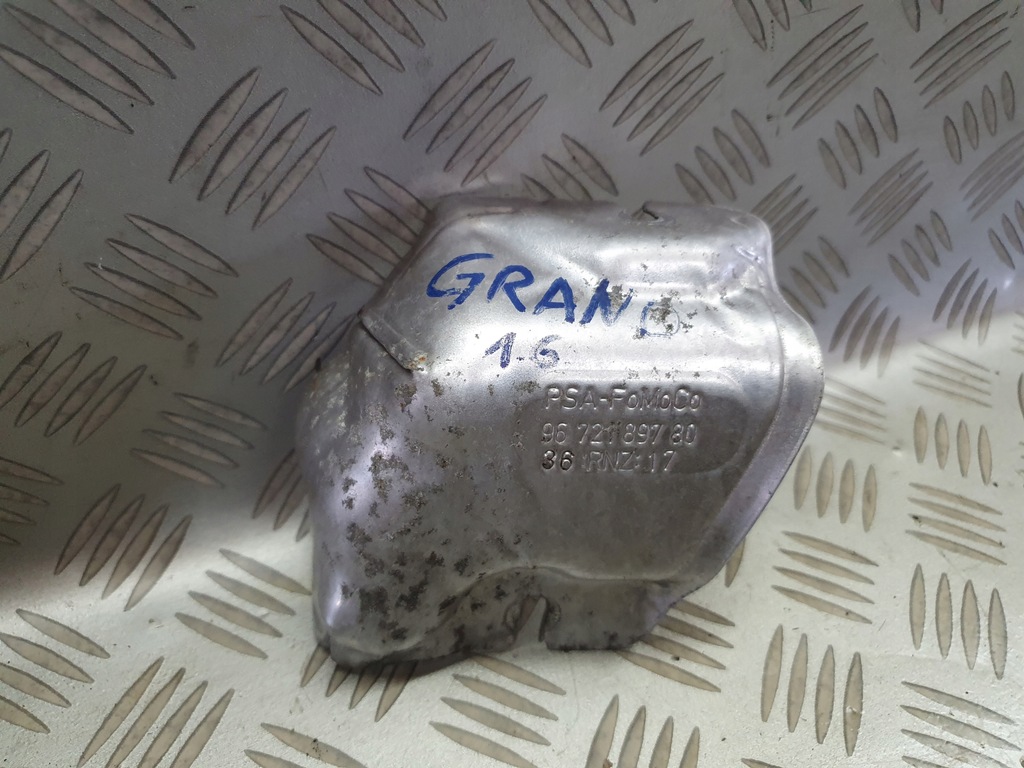 GRAND
1.6
PSA-FoMoCo
96 721 897 80
36 RNZ:17